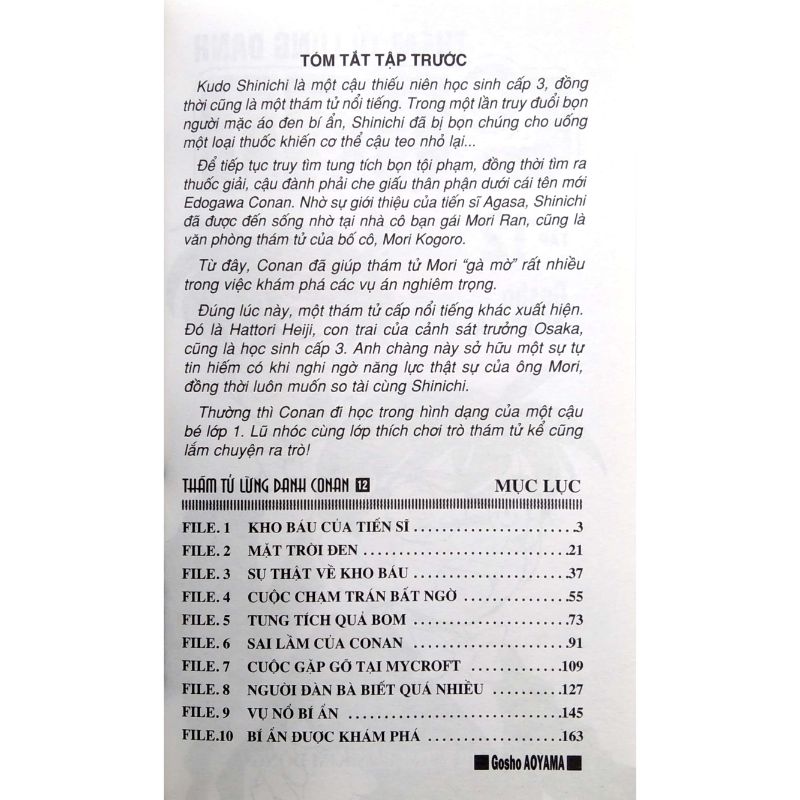 TÓM TẮT TẬP TRƯỚC
Kudo Shinichi là một cậu thiếu niên học sinh cấp 3, đồng
thời cũng là một thám tử nổi tiếng. Trong một lần truy đuổi bọn
người mặc áo đen bí ẩn, Shinichi đã bị bọn chúng cho uống
một loại thuốc khiến cơ thể cậu teo nhỏ lại...
Để tiếp tục truy tìm tung tích bọn tội phạm, đồng thời tìm ra
thuốc giải, cậu đành phải che giấu thân phận dưới cái tên mới
Edogawa Conan. Nhờ sự giới thiệu của tiến sĩ Agasa, Shinichi
đã được đến sống nhờ tại nhà cô bạn gái Mori Ran, cũng là
văn phòng thám tử của bố cô, Mori Kogoro.
Từ đây, Conan đã giúp thám tử Mori "gà mờ" rất nhiều
trong việc khám phá các vụ án nghiêm trọng.
Đúng lúc này, một thám tử cấp nổi tiếng khác xuất hiện.
Đó là Hattori Heiji, con trai của cảnh sát trưởng Osaka,
cũng là học sinh cấp 3. Anh chàng này sở hữu một sự tự
tin hiếm có khi nghi ngờ năng lực thật sự của ông Mori,
đồng thời luôn muốn so tài cùng Shinichi.
Thường thì Conan đi học trong hình dạng của một cậu
bé lớp 1. Lũ nhóc cùng lớp thích chơi trò thám tử kể cũng
lắm chuyện ra trò!
THÁM TỬ LỪNG DANH CONAN 12 MỤC LỤC
FILE. 1 KHO BÁU CỦA TIẾN SĨ ..................3
FILE. 2 MẶT TRỜI ĐEN ........................21
FILE. 3 SỰ THẬT VỀ KHO BÁU ..................37
FILE. 4 CUỘC CHẠM TRÁN BẤT NGỜ .............55
FILE. 5 TUNG TÍCH QUẢ BOM ..................73
FILE. 6 SAI LẦM CỦA CONAN ..................91
FILE. 7 CUỘC GẶP GỠ TẠI MYCROFT ............109
FILE. 8 NGƯỜI ĐÀN BÀ BIẾT QUÁ NHIỀU .........127
FILE. 9 VỤ NỔ BÍ ẨN ........................145
FILE.10 BÍ ẨN ĐƯỢC KHÁM PHÁ ................163
Gosho AOYAMA